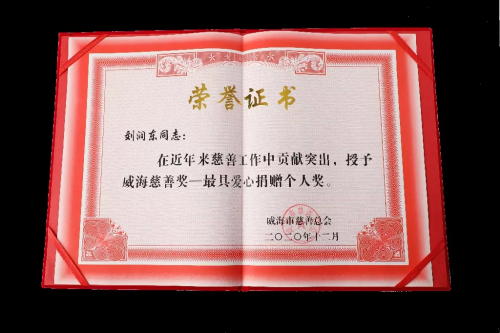 荣誉证书
刘润东同志：
在近年来慈善工作中贡献突出，授予
威海慈善奖—最具爱心捐赠个人奖。
威海市慈善总会
二〇二〇年十二月